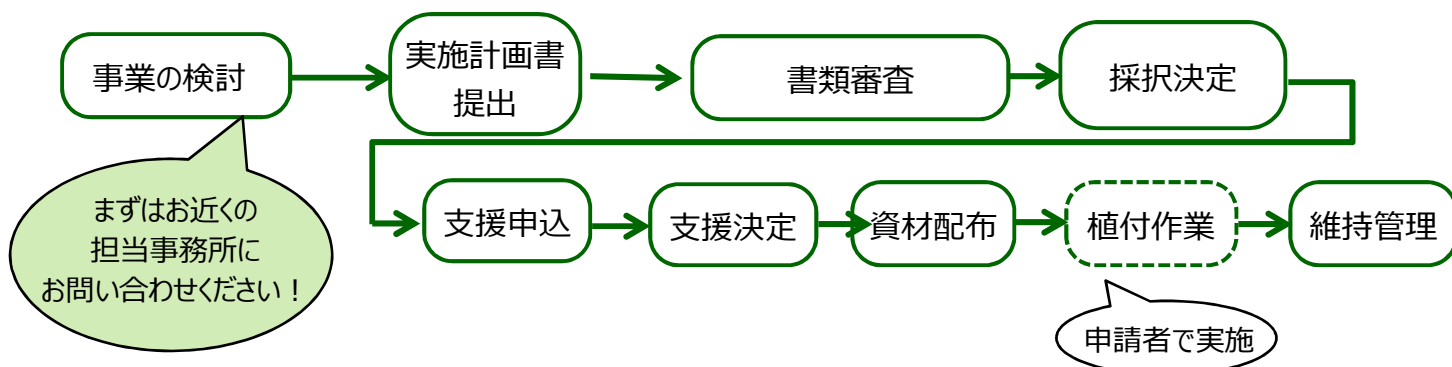 事業の検討
実施計画書
提出
書類審査
採択決定
まずはお近くの
担当事務所に
お問い合わせください！
支援申込
支援決定
資材配布
植付作業
維持管理
申請者で実施